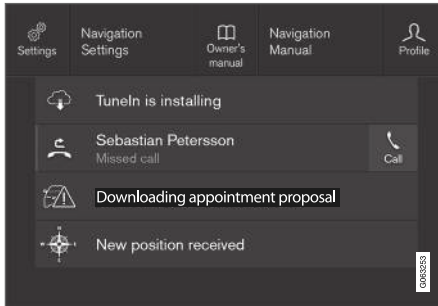 Settings
Navigation
Settings
Owner's
manual
Navigation
Manual
Profile
TuneIn is installing
Sebastian Petersson
Missed call
Call
Downloading appointment proposal
New position received
G063253